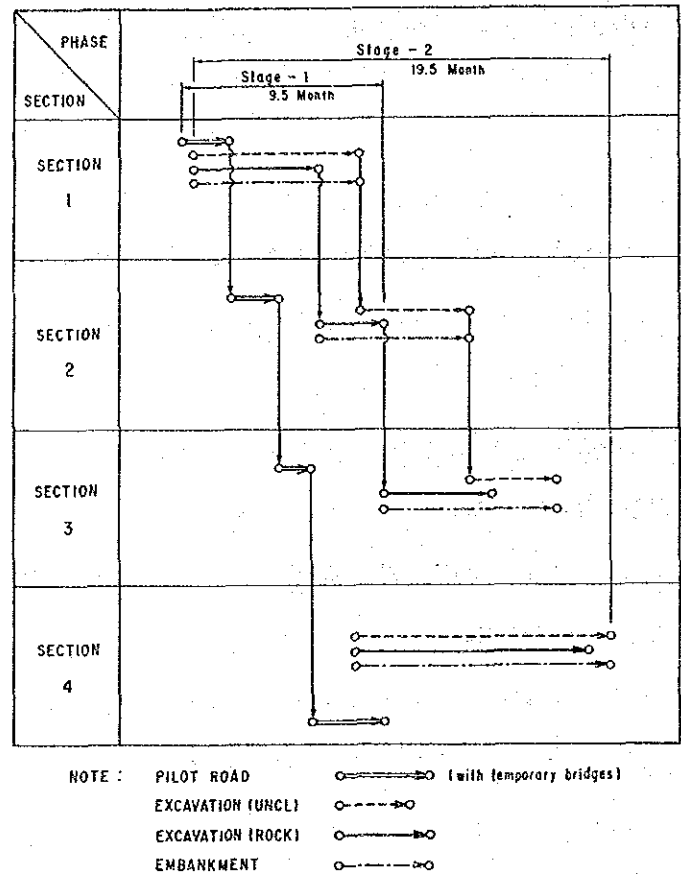 PHASE
SECTION
Stage - 2
19.5 Month
Stage - 1
9.5 Month
SECTION
1
SECTION
2
SECTION
3
SECTION
4
NOTE : PILOT ROAD (with temporary bridges)
EXCAVATION (UNCL)
EXCAVATION (ROCK)
EMBANKMENT